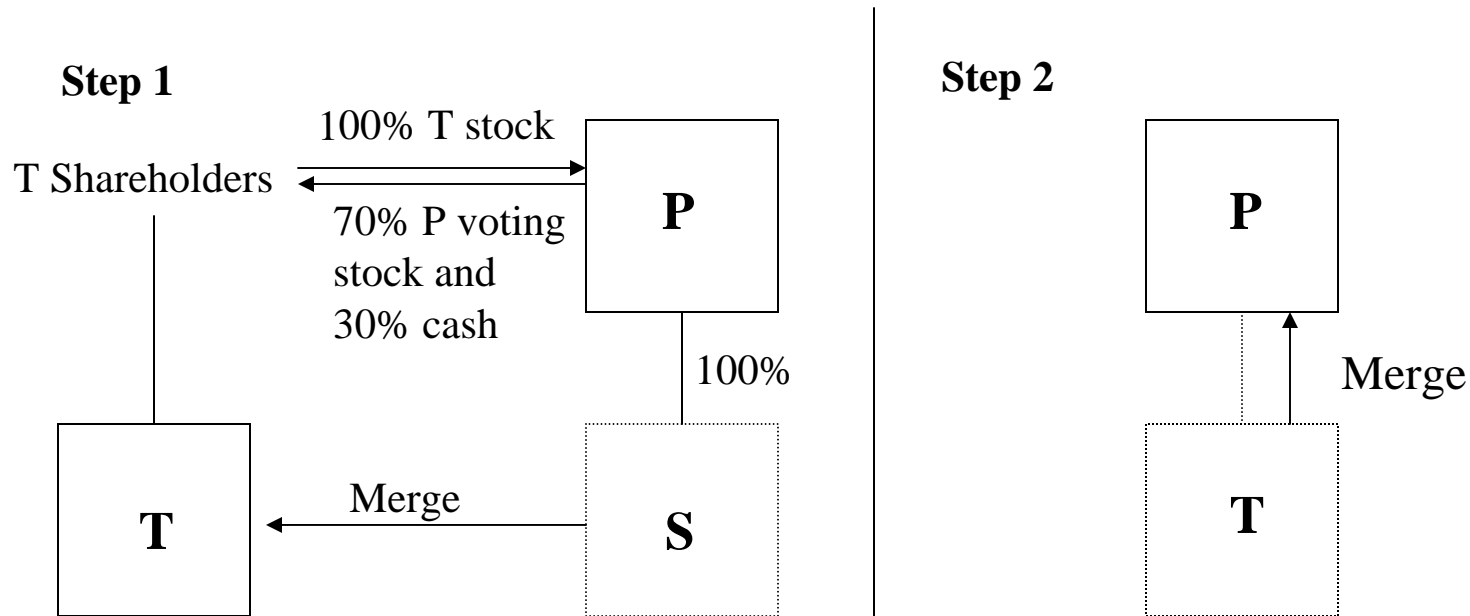 Step 1
100% T stock
T Shareholders
P
70% P voting
stock and
30% cash
100%
Merge
T
S
Step 2
P
Merge
T